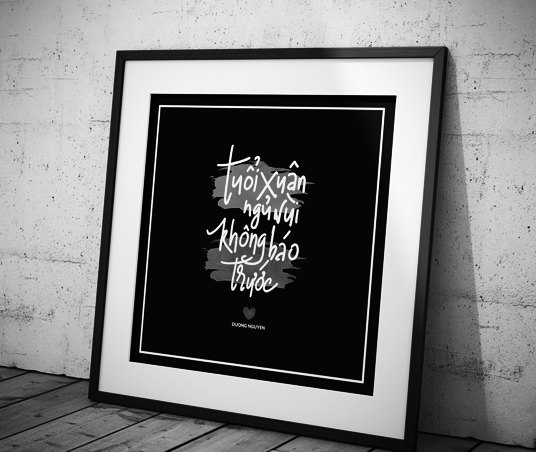 tuổi xuân
ngủ vùi
không báo
trước
DUONG NGUYEN